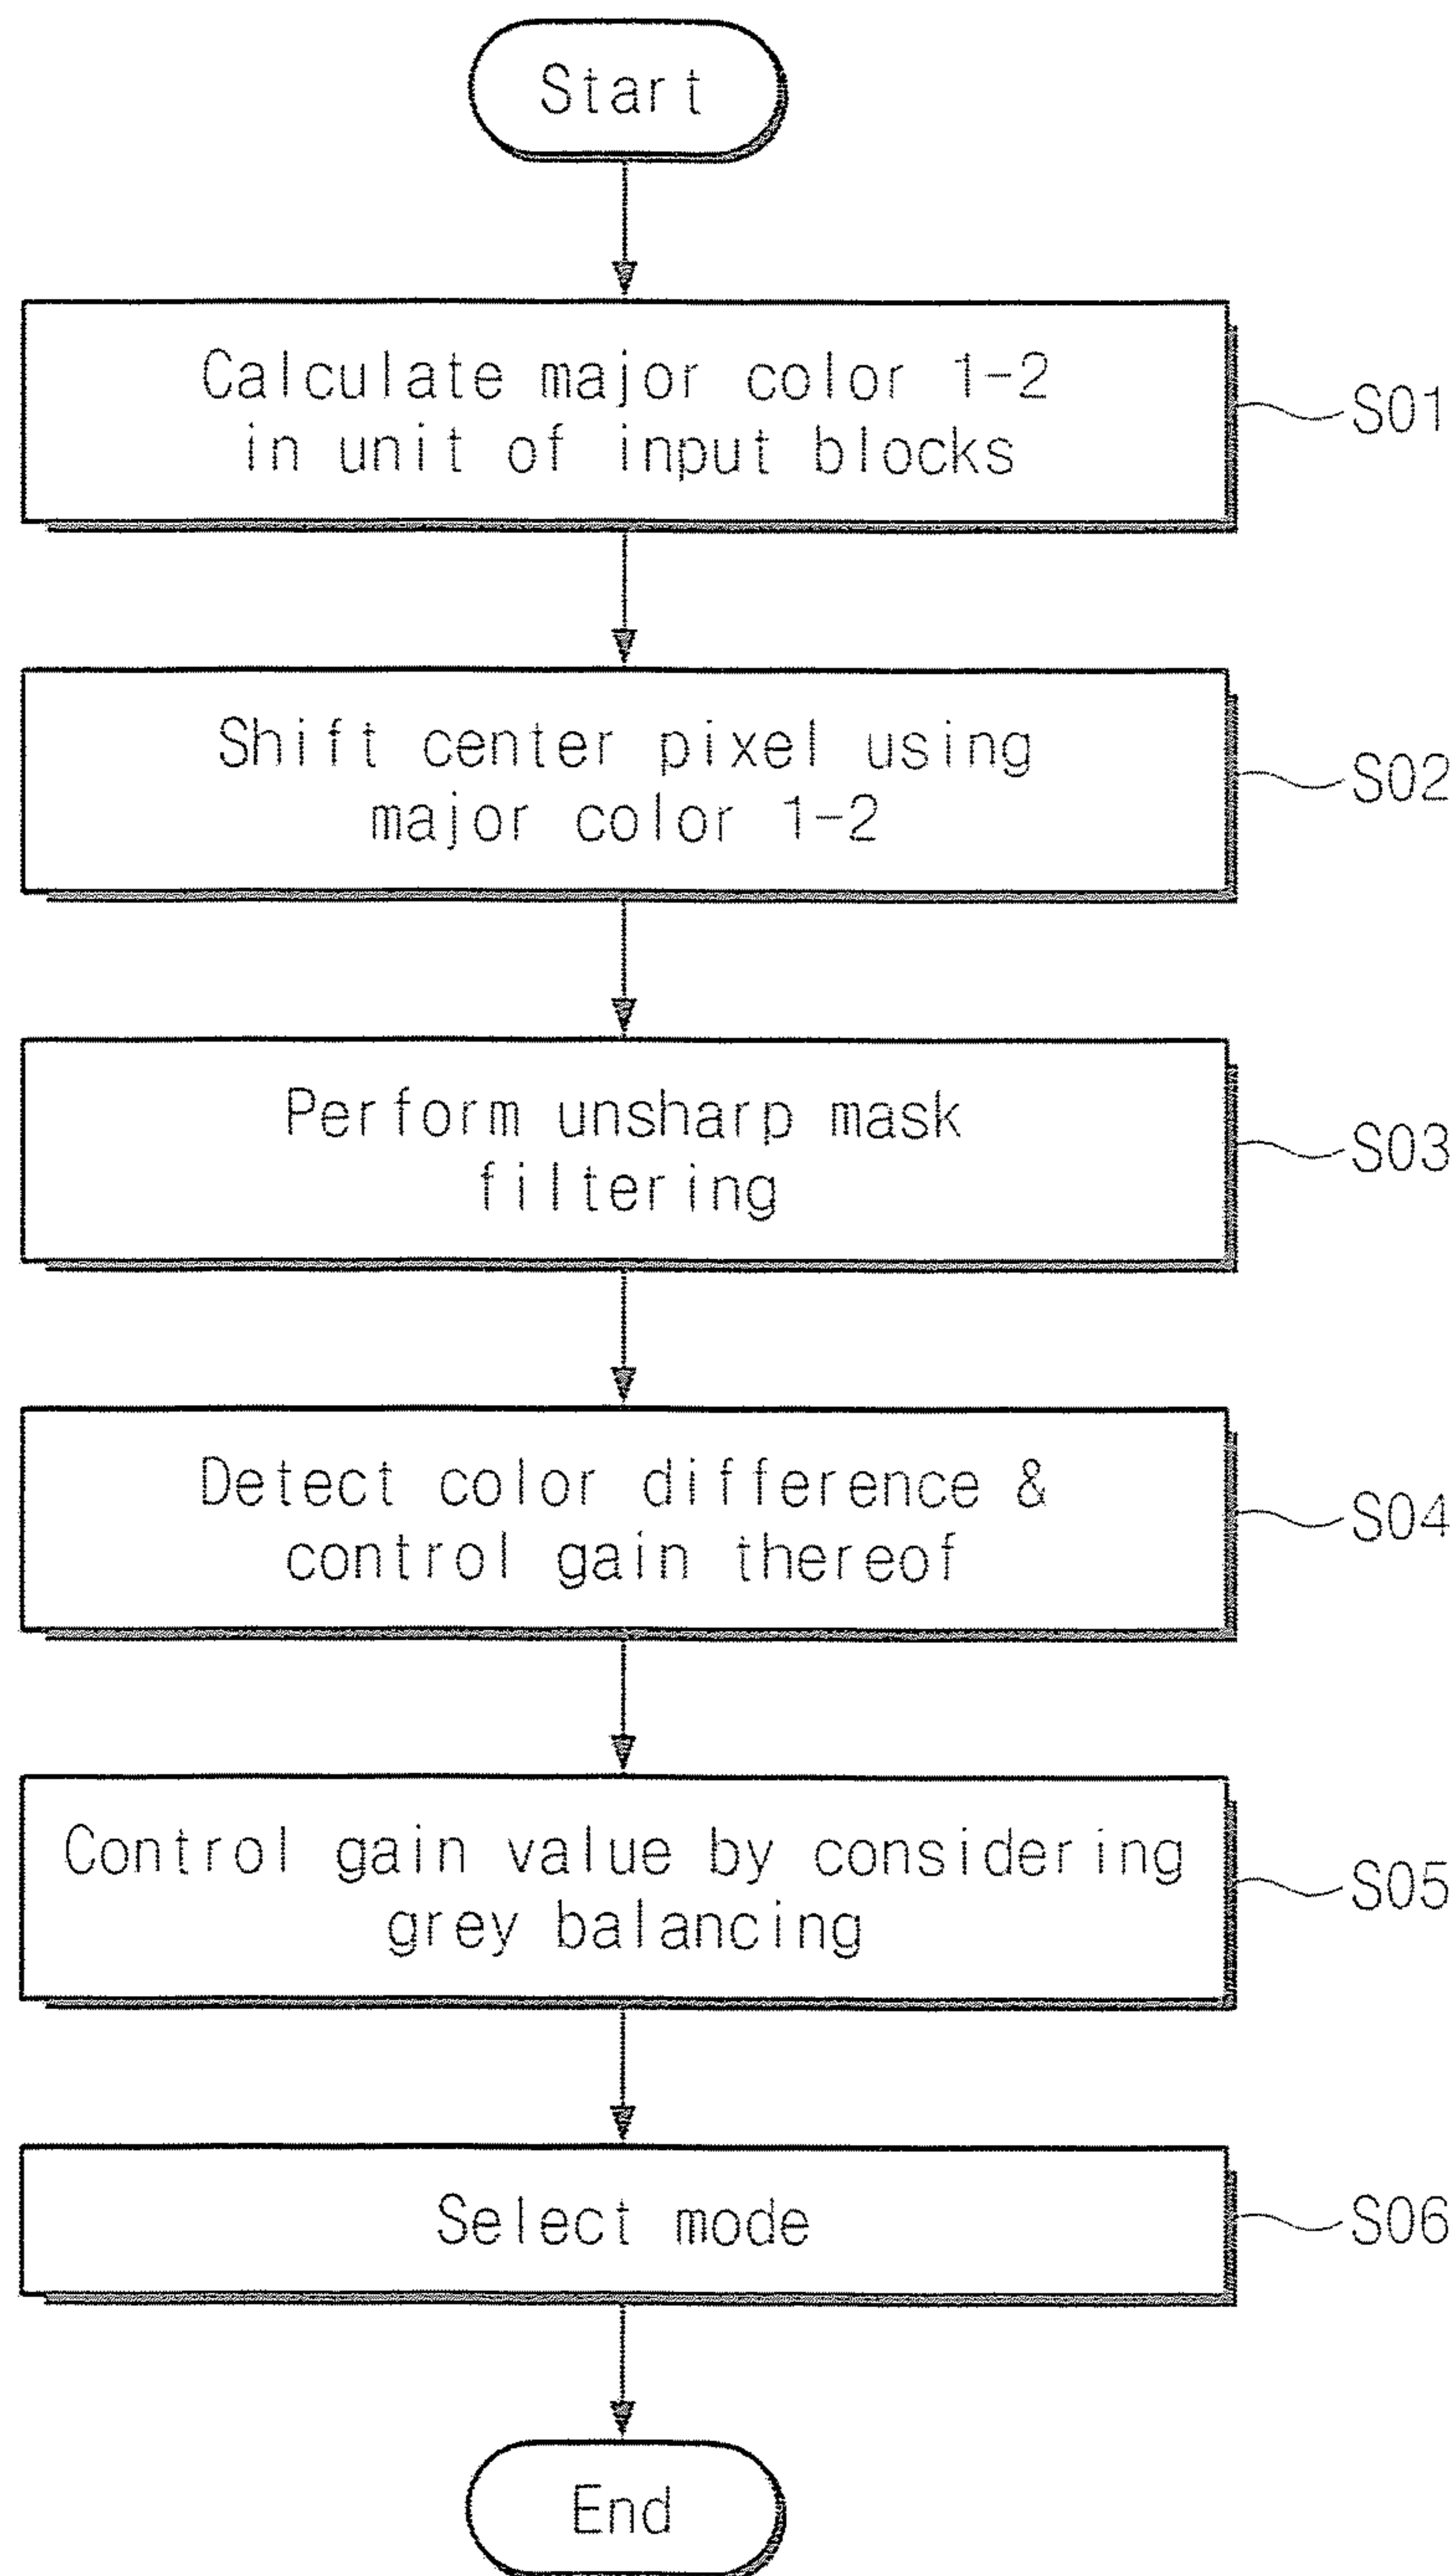 Start
Calculate major color 1-2
in unit of input blocks
S01
Shift center pixel using
major color 1-2
S02
Perform unsharp mask
filtering
S03
Detect color difference &
control gain thereof
S04
Control gain value by considering
grey balancing
S05
Select mode
S06
End